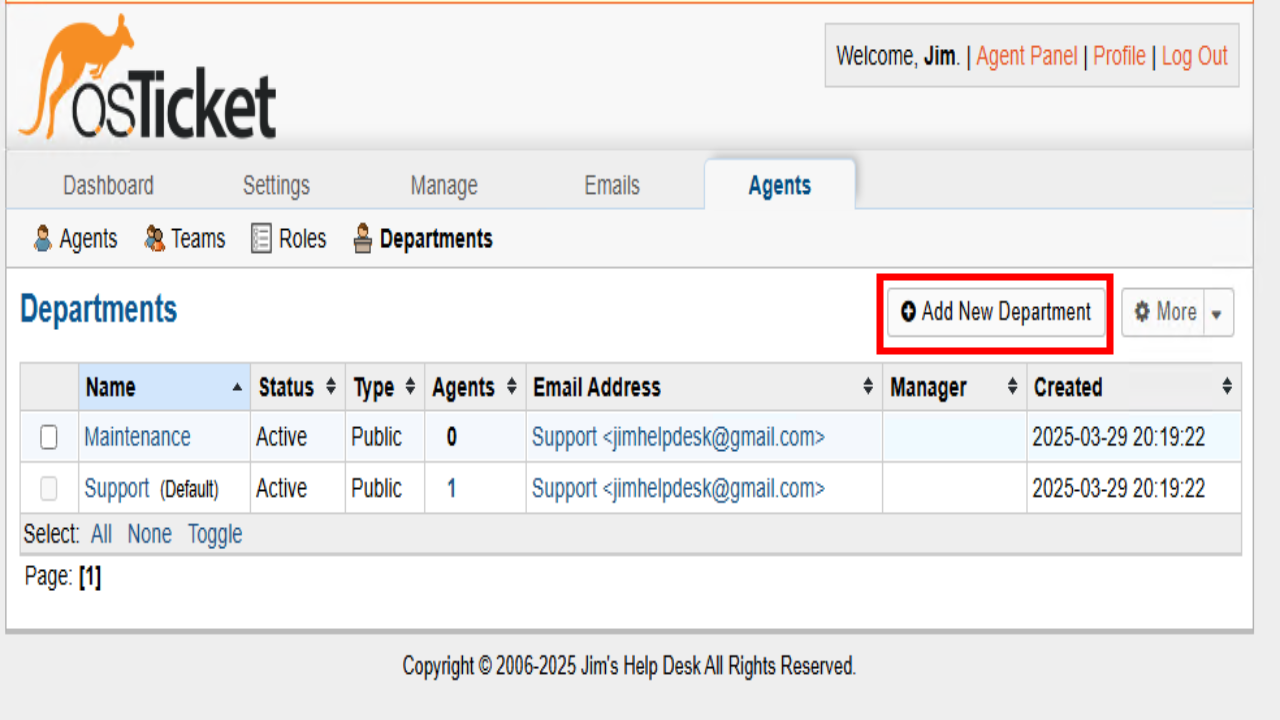 osTicket
Welcome, Jim. | Agent Panel | Profile | Log Out
Dashboard Settings Manage Emails Agents
Agents Teams Roles Departments
Departments
Add New Department More
Name Status Type Agents Email Address Manager Created
Maintenance Active Public 0 Support <jimhelpdesk@gmail.com> 2025-03-29 20:19:22
Support (Default) Active Public 1 Support <jimhelpdesk@gmail.com> 2025-03-29 20:19:22
Select: All None Toggle
Page: [1]
Copyright © 2006-2025 Jim's Help Desk All Rights Reserved.